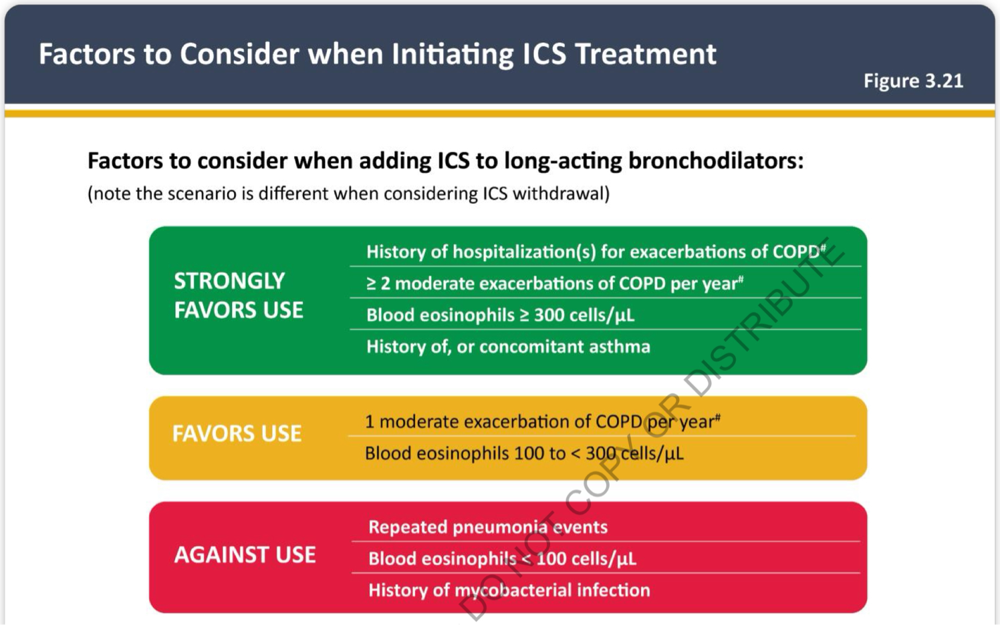 Factors to Consider when Initiating ICS Treatment
Figure 3.21
Factors to consider when adding ICS to long-acting bronchodilators:
(note the scenario is different when considering ICS withdrawal)
STRONGLY
FAVORS USE
History of hospitalization(s) for exacerbations of COPD#
≥ 2 moderate exacerbations of COPD per year#
Blood eosinophils ≥ 300 cells/µL
History of, or concomitant asthma
FAVORS USE
1 moderate exacerbation of COPD per year#
Blood eosinophils 100 to < 300 cells/µL
AGAINST USE
Repeated pneumonia events
Blood eosinophils < 100 cells/µL
History of mycobacterial infection
DO NOT COPY OR DISTRIBUTE